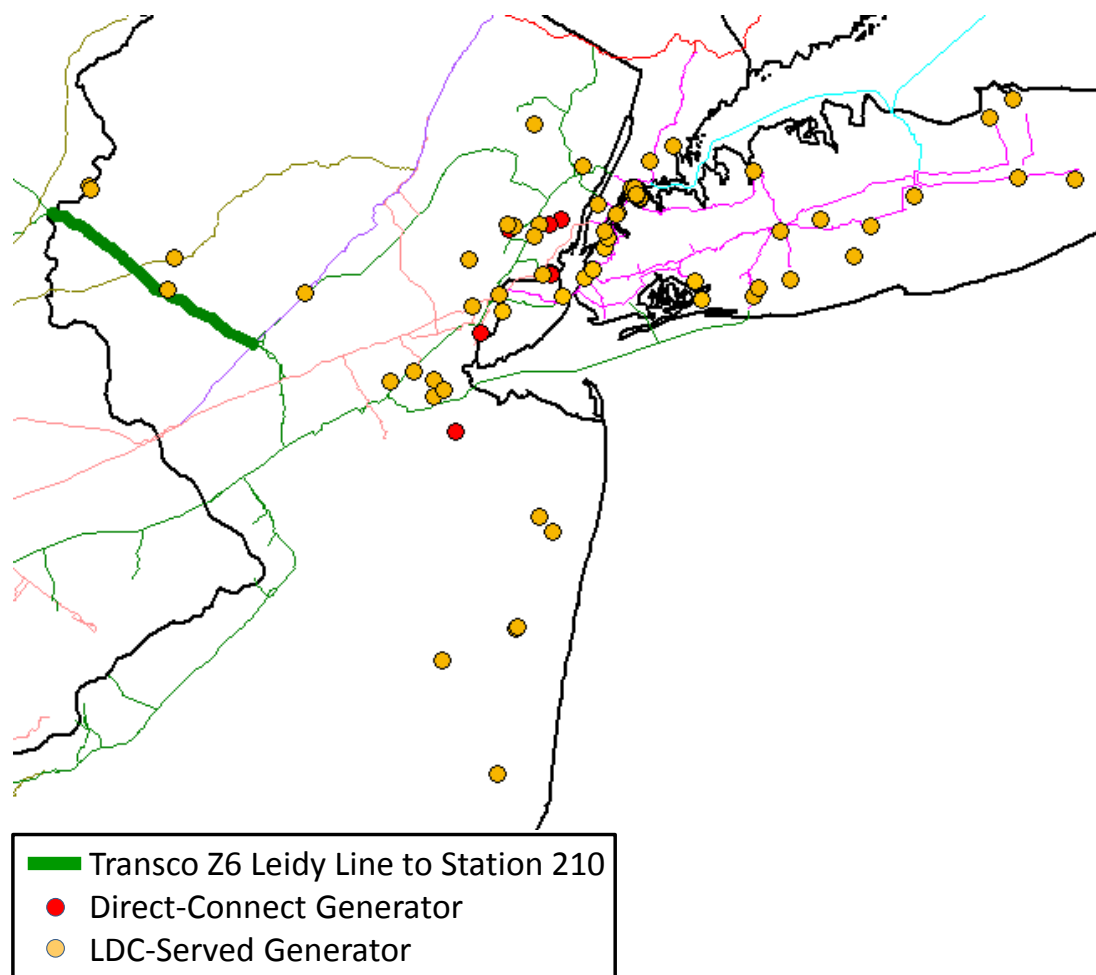 Transco Z6 Leidy Line to Station 210
Direct-Connect Generator
LDC-Served Generator